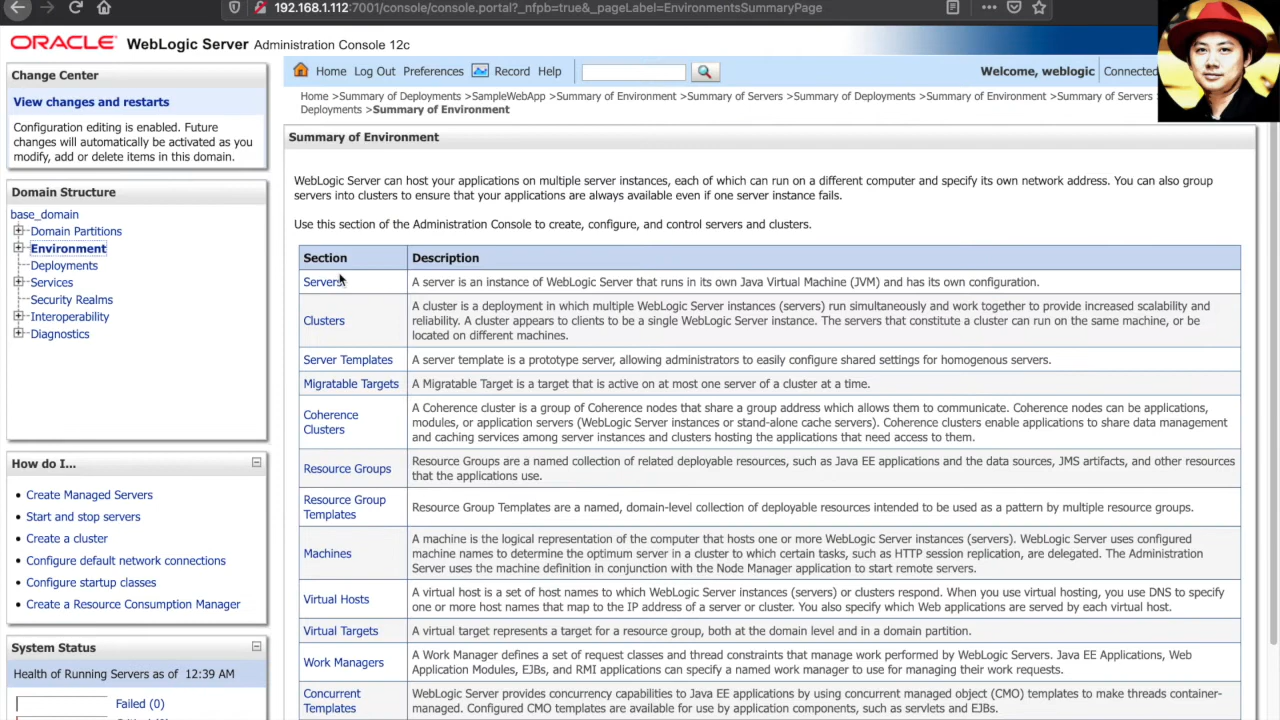 192.168.1.112:7001/console/console.portal?_nfpb=true&_pageLabel=EnvironmentsSummaryPage
ORACLE WebLogic Server Administration Console 12c
Change Center
View changes and restarts
Configuration editing is enabled. Future
changes will automatically be activated as you
modify, add or delete items in this domain.
Domain Structure
base_domain
Domain Partitions
Environment
Deployments
Services
Security Realms
Interoperability
Diagnostics
How do I...
Create Managed Servers
Start and stop servers
Create a cluster
Configure default network connections
Configure startup classes
Create a Resource Consumption Manager
System Status
Health of Running Servers as of 12:39 AM
Failed (0)
Home Log Out Preferences Record Help
Welcome, weblogic Connected
Home >Summary of Deployments >SampleWebApp >Summary of Environment >Summary of Servers >Summary of Deployments >Summary of Environment >Summary of Servers >
Deployments >Summary of Environment
Summary of Environment
WebLogic Server can host your applications on multiple server instances, each of which can run on a different computer and specify its own network address. You can also group
servers into clusters to ensure that your applications are always available even if one server instance fails.
Use this section of the Administration Console to create, configure, and control servers and clusters.
Section Description
Servers A server is an instance of WebLogic Server that runs in its own Java Virtual Machine (JVM) and has its own configuration.
Clusters
A cluster is a deployment in which multiple WebLogic Server instances (servers) run simultaneously and work together to provide increased scalability and
reliability. A cluster appears to clients to be a single WebLogic Server instance. The servers that constitute a cluster can run on the same machine, or be
located on different machines.
Server Templates A server template is a prototype server, allowing administrators to easily configure shared settings for homogenous servers.
Migratable Targets A Migratable Target is a target that is active on at most one server of a cluster at a time.
Coherence
Clusters
A Coherence cluster is a group of Coherence nodes that share a group address which allows them to communicate. Coherence nodes can be applications,
modules, or application servers (WebLogic Server instances or stand-alone cache servers). Coherence clusters enable applications to share data management
and caching services among server instances and clusters hosting the applications that need access to them.
Resource Groups
Resource Groups are a named collection of related deployable resources, such as Java EE applications and the data sources, JMS artifacts, and other resources
that the applications use.
Resource Group
Templates
Resource Group Templates are a named, domain-level collection of deployable resources intended to be used as a pattern by multiple resource groups.
Machines
A machine is the logical representation of the computer that hosts one or more WebLogic Server instances (servers). WebLogic Server uses configured
machine names to determine the optimum server in a cluster to which certain tasks, such as HTTP session replication, are delegated. The Administration
Server uses the machine definition in conjunction with the Node Manager application to start remote servers.
Virtual Hosts
A virtual host is a set of host names to which WebLogic Server instances (servers) or clusters respond. When you use virtual hosting, you use DNS to specify
one or more host names that map to the IP address of a server or cluster. You also specify which Web applications are served by each virtual host.
Virtual Targets A virtual target represents a target for a resource group, both at the domain level and in a domain partition.
Work Managers
A Work Manager defines a set of request classes and thread constraints that manage work performed by WebLogic Servers. Java EE Applications, Web
Application Modules, EJBs, and RMI applications can specify a named work manager to use for managing their work requests.
Concurrent
Templates
WebLogic Server provides concurrency capabilities to Java EE applications by using concurrent managed object (CMO) templates to make threads container-
managed. Configured CMO templates are available for use by application components, such as servlets and EJBs.